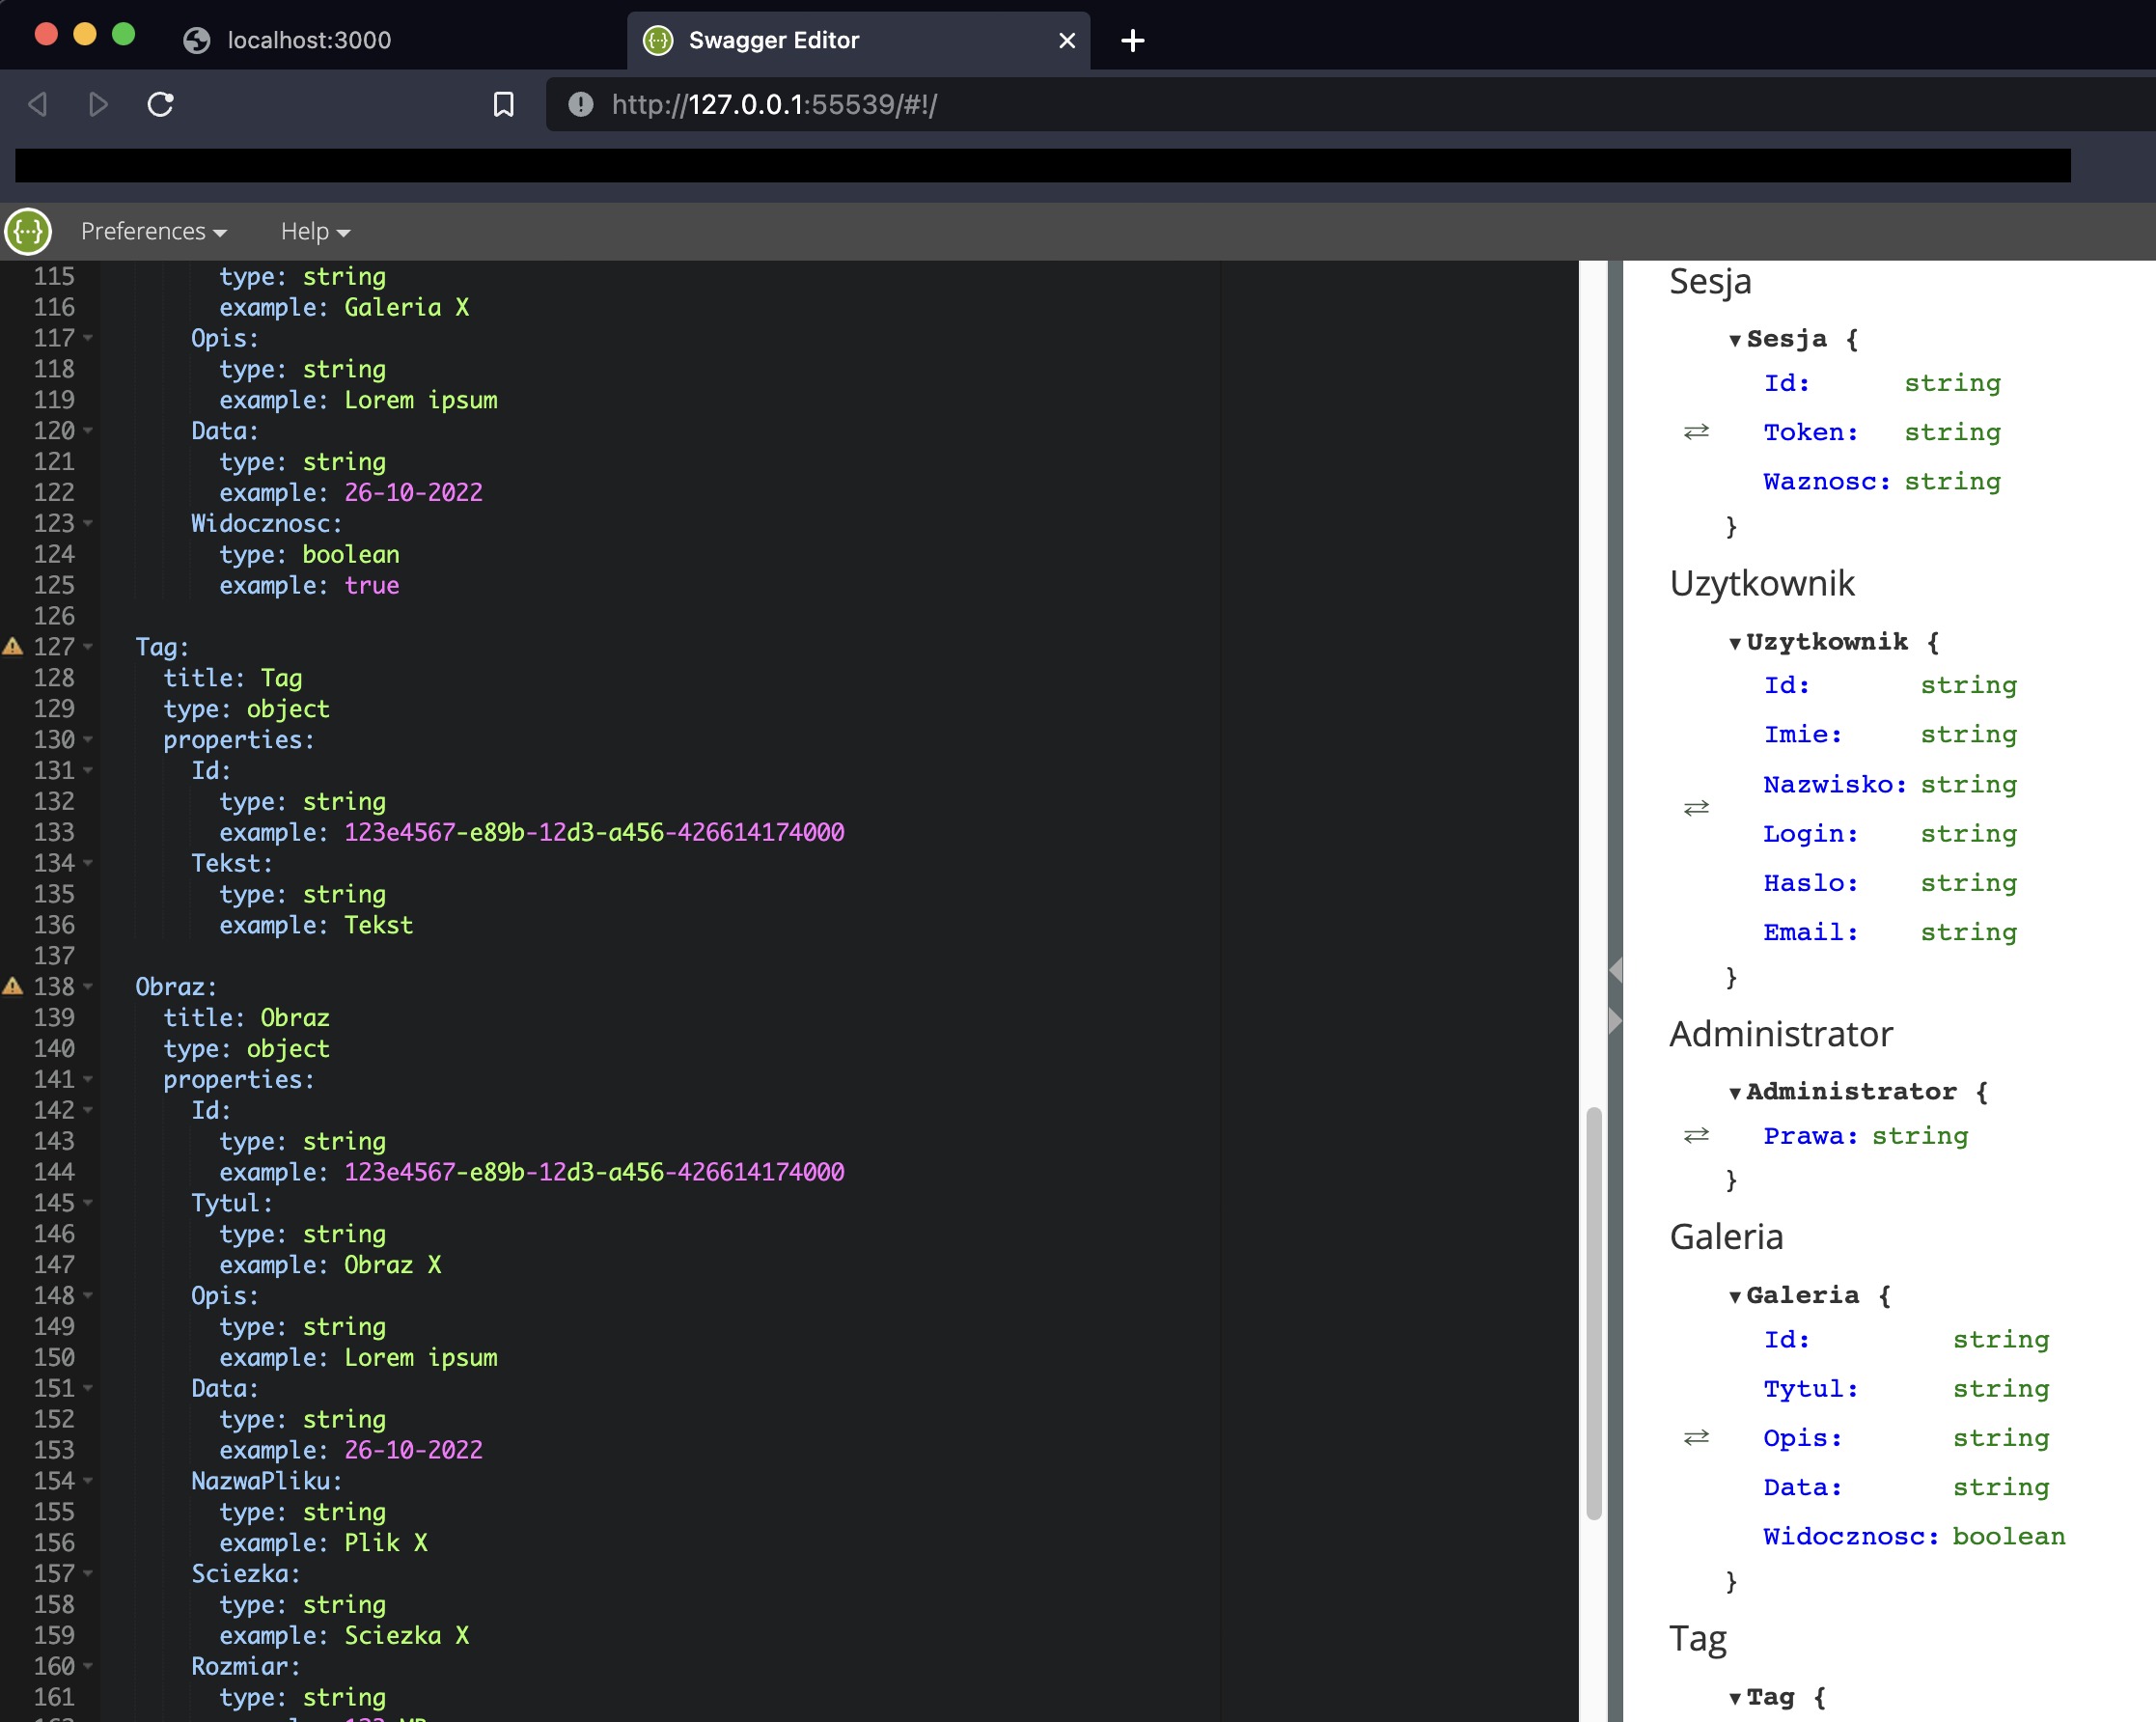 localhost:3000
Swagger Editor
http://127.0.0.1:55539/#!/
Preferences
Help
115 type: string
116 example: Galeria X
117 Opis:
118 type: string
119 example: Lorem ipsum
120 Data:
121 type: string
122 example: 26-10-2022
123 Widocznosc:
124 type: boolean
125 example: true
126
127 Tag:
128 title: Tag
129 type: object
130 properties:
131 Id:
132 type: string
133 example: 123e4567-e89b-12d3-a456-426614174000
134 Tekst:
135 type: string
136 example: Tekst
137
138 Obraz:
139 title: Obraz
140 type: object
141 properties:
142 Id:
143 type: string
144 example: 123e4567-e89b-12d3-a456-426614174000
145 Tytul:
146 type: string
147 example: Obraz X
148 Opis:
149 type: string
150 example: Lorem ipsum
151 Data:
152 type: string
153 example: 26-10-2022
154 NazwaPliku:
155 type: string
156 example: Plik X
157 Sciezka:
158 type: string
159 example: Sciezka X
160 Rozmiar:
161 type: string
Sesja
Sesja {
Id: string
Token: string
Waznosc: string
}
Uzytkownik
Uzytkownik {
Id: string
Imie: string
Nazwisko: string
Login: string
Haslo: string
Email: string
}
Administrator
Administrator {
Prawa: string
}
Galeria
Galeria {
Id: string
Tytul: string
Opis: string
Data: string
Widocznosc: boolean
}
Tag
Tag {